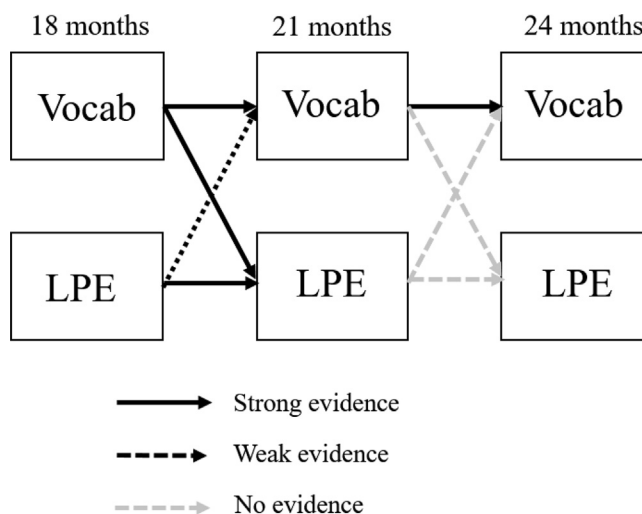 18 months 21 months 24 months
Vocab Vocab Vocab
LPE LPE LPE
Strong evidence
Weak evidence
No evidence